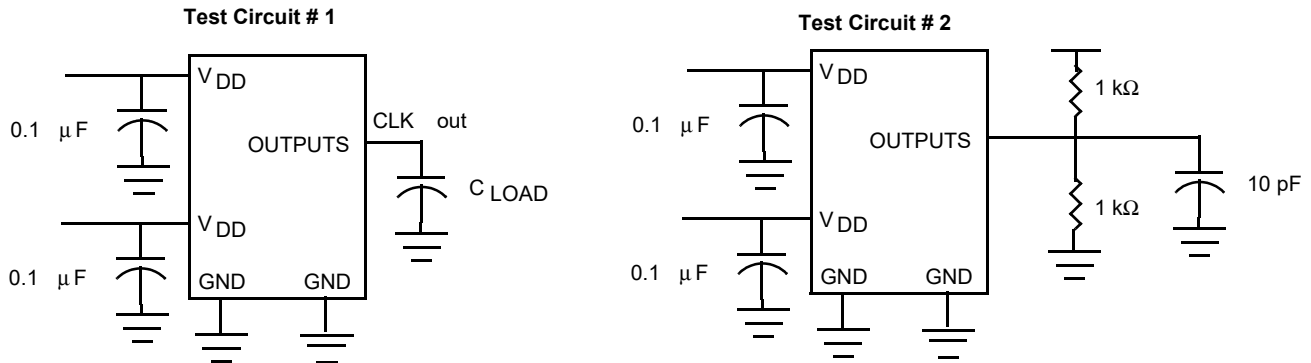 Test Circuit # 1
V DD
0.1 μF
CLK out
OUTPUTS
C LOAD
V DD
0.1 μF
GND GND
Test Circuit # 2
V DD
1 kΩ
0.1 μF
OUTPUTS
10 pF
1 kΩ
V DD
0.1 μF
GND GND